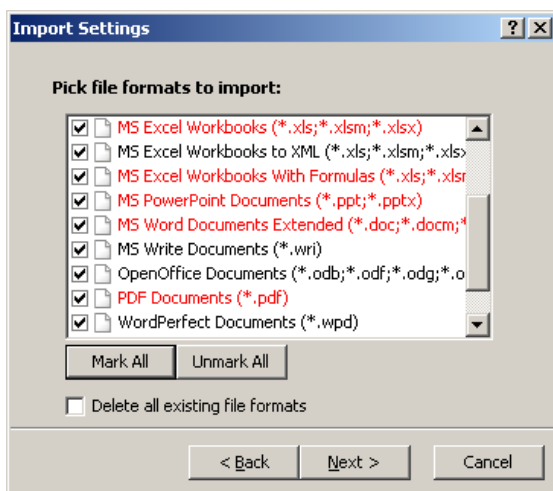 Import Settings
Pick file formats to import:
MS Excel Workbooks (*.xls;*.xlsm;*.xlsx)
MS Excel Workbooks to XML (*.xls;*.xlsm;*.xlsx
MS Excel Workbooks With Formulas (*.xls;*.xlsm
MS PowerPoint Documents (*.ppt;*.pptx)
MS Word Documents Extended (*.doc;*.docm;*
MS Write Documents (*.wri)
OpenOffice Documents (*.odb;*.odf;*.odg;*.o
PDF Documents (*.pdf)
WordPerfect Documents (*.wpd)
Mark All Unmark All
Delete all existing file formats
< Back Next > Cancel